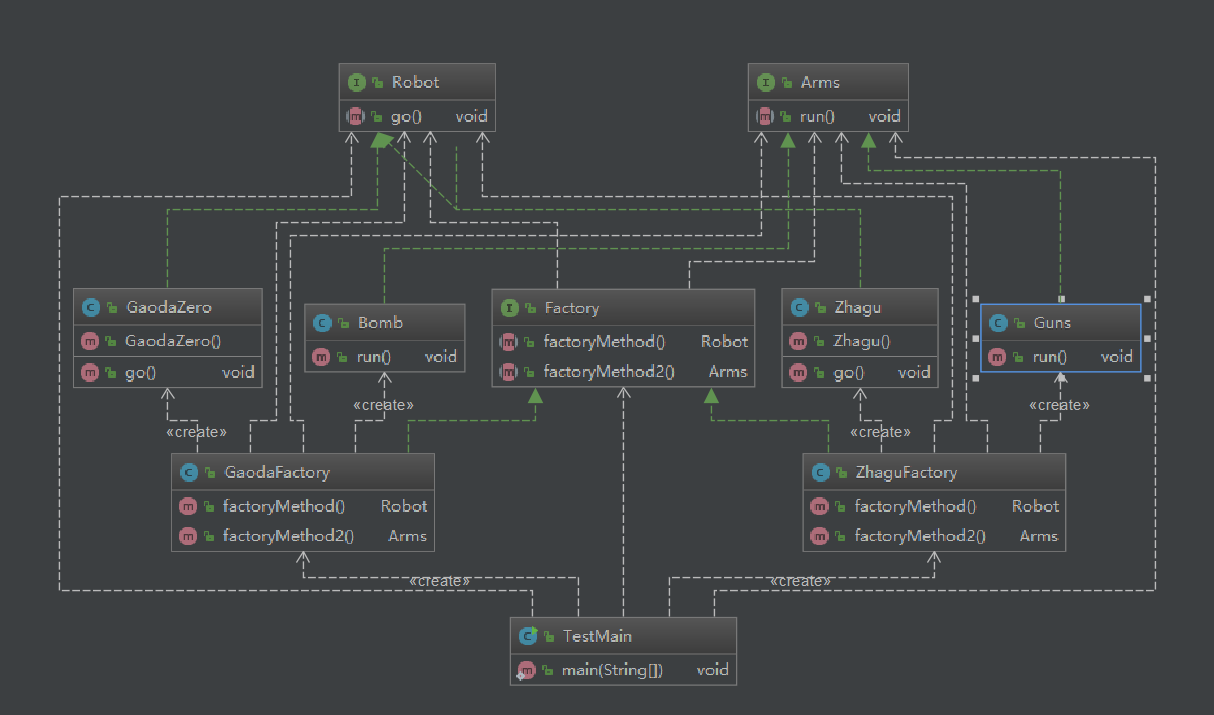 I Robot
m go() void
I Arms
m run() void
C GaodaZero
m GaodaZero()
m go() void
C Bomb
m run() void
I Factory
m factoryMethod() Robot
m factoryMethod2() Arms
C Zhagu
m Zhagu()
m go() void
C Guns
m run() void
«create»
«create»
«create»
«create»
C GaodaFactory
m factoryMethod() Robot
m factoryMethod2() Arms
C ZhaguFactory
m factoryMethod() Robot
m factoryMethod2() Arms
«create»
«create»
C TestMain
m main(String[]) void